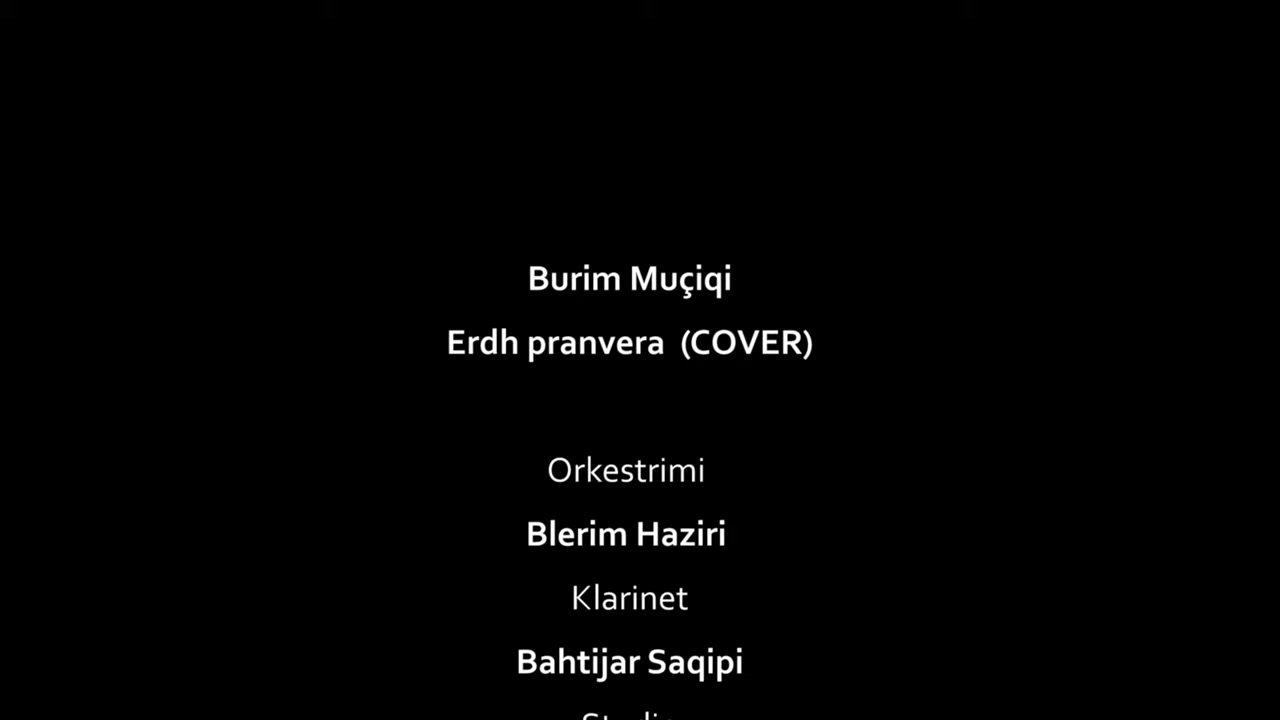 Burim Muçiqi
Erdh pranvera (COVER)
Orkestrimi
Blerim Haziri
Klarinet
Bahtijar Saqipi